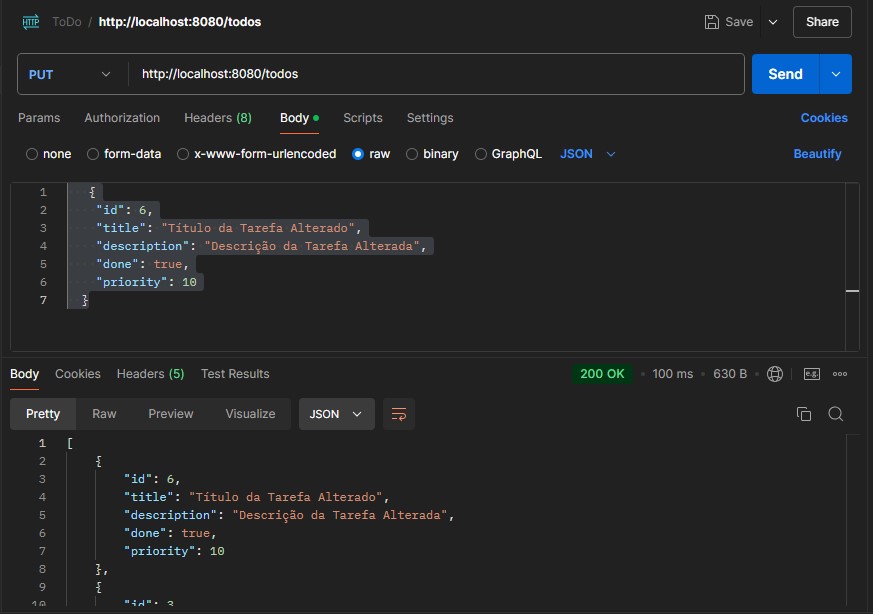 HTTP ToDo / http://localhost:8080/todos Save Share
PUT http://localhost:8080/todos Send
Params Authorization Headers (8) Body Scripts Settings Cookies
none form-data x-www-form-urlencoded raw binary GraphQL JSON Beautify
1 {
2 "id": 6,
3 "title": "Título da Tarefa Alterado",
4 "description": "Descrição da Tarefa Alterada",
5 "done": true,
6 "priority": 10
7 }
Body Cookies Headers (5) Test Results 200 OK • 100 ms • 630 B • e.g.
Pretty Raw Preview Visualize JSON
1 [
2 {
3 "id": 6,
4 "title": "Título da Tarefa Alterado",
5 "description": "Descrição da Tarefa Alterada",
6 "done": true,
7 "priority": 10
8 },
9 {
10 "id": 3,